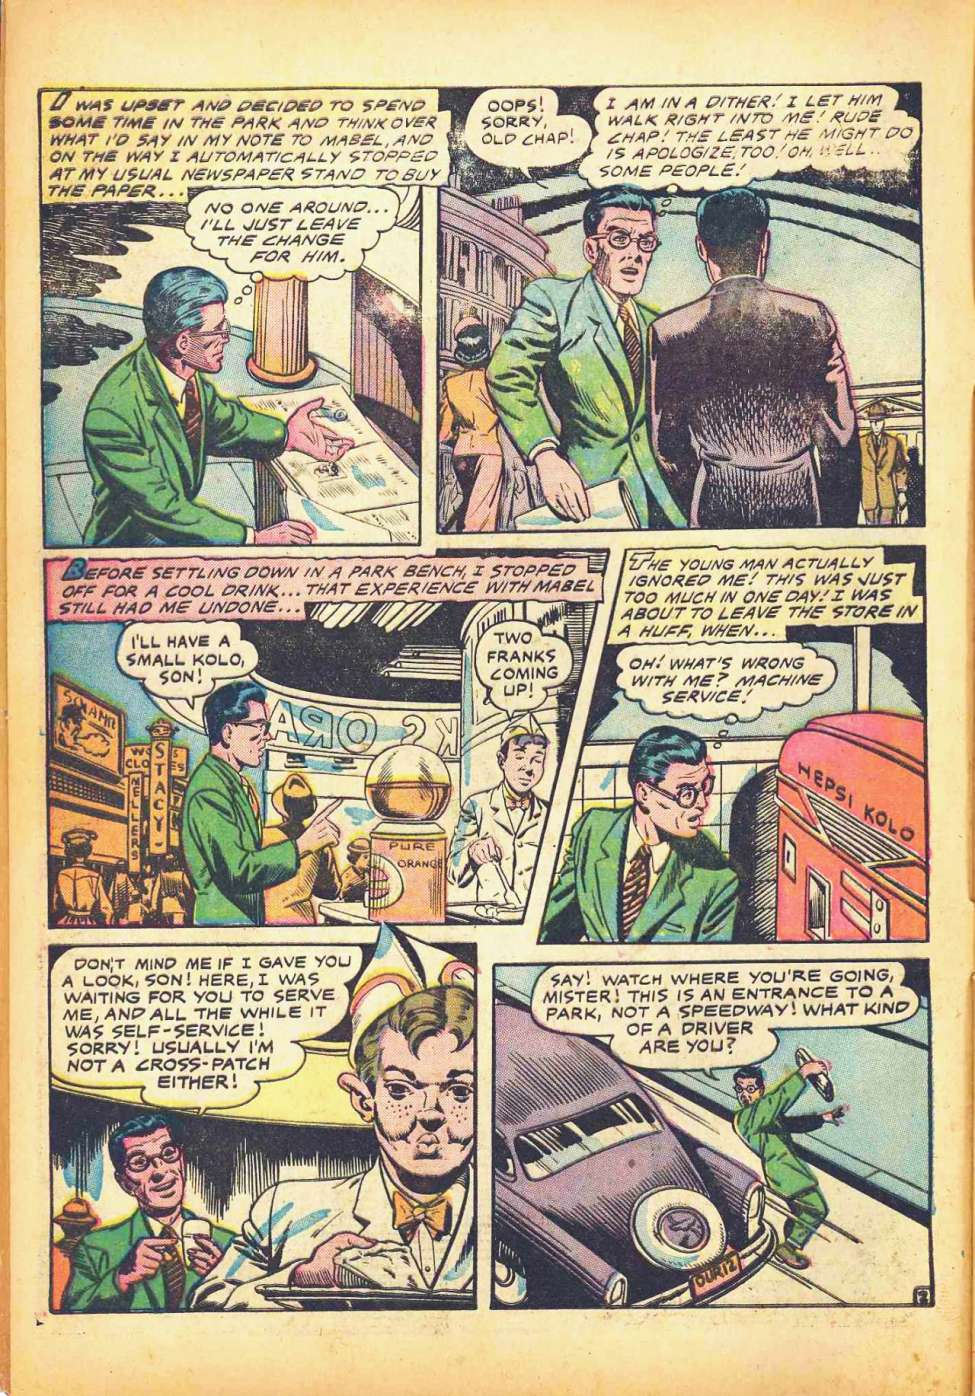 I WAS UPSET AND DECIDED TO SPEND
SOME TIME IN THE PARK AND THINK OVER
WHAT I'D SAY IN MY NOTE TO MABEL, AND
ON THE WAY I AUTOMATICALLY STOPPED
AT MY USUAL NEWSPAPER STAND TO BUY
THE PAPER...
NO ONE AROUND...
I'LL JUST LEAVE
THE CHANGE
FOR HIM.
OOPS!
SORRY,
OLD CHAP!
I AM IN A DITHER! I LET HIM
WALK RIGHT INTO ME! RUDE
CHAP! THE LEAST HE MIGHT DO
IS APOLOGIZE, TOO! OH, WELL..
SOME PEOPLE!
BEFORE SETTLING DOWN IN A PARK BENCH, I STOPPED
OFF FOR A COOL DRINK...THAT EXPERIENCE WITH MABEL
STILL HAD ME UNDONE...
I'LL HAVE A
SMALL KOLO,
SON!
TWO
FRANKS
COMING
UP!
STACY
MELLERS
PURE
ORANGE
THE YOUNG MAN ACTUALLY
IGNORED ME! THIS WAS JUST
TOO MUCH IN ONE DAY! I WAS
ABOUT TO LEAVE THE STORE IN
A HUFF, WHEN...
OH! WHAT'S WRONG
WITH ME? MACHINE
SERVICE!
HEPSI KOLO
DON'T MIND ME IF I GAVE YOU
A LOOK, SON! HERE, I WAS
WAITING FOR YOU TO SERVE
ME, AND ALL THE WHILE IT
WAS SELF-SERVICE!
SORRY! USUALLY I'M
NOT A CROSS-PATCH
EITHER!
SAY! WATCH WHERE YOU'RE GOING,
MISTER! THIS IS AN ENTRANCE TO A
PARK, NOT A SPEEDWAY! WHAT KIND
OF A DRIVER
ARE YOU?
DUR12
2